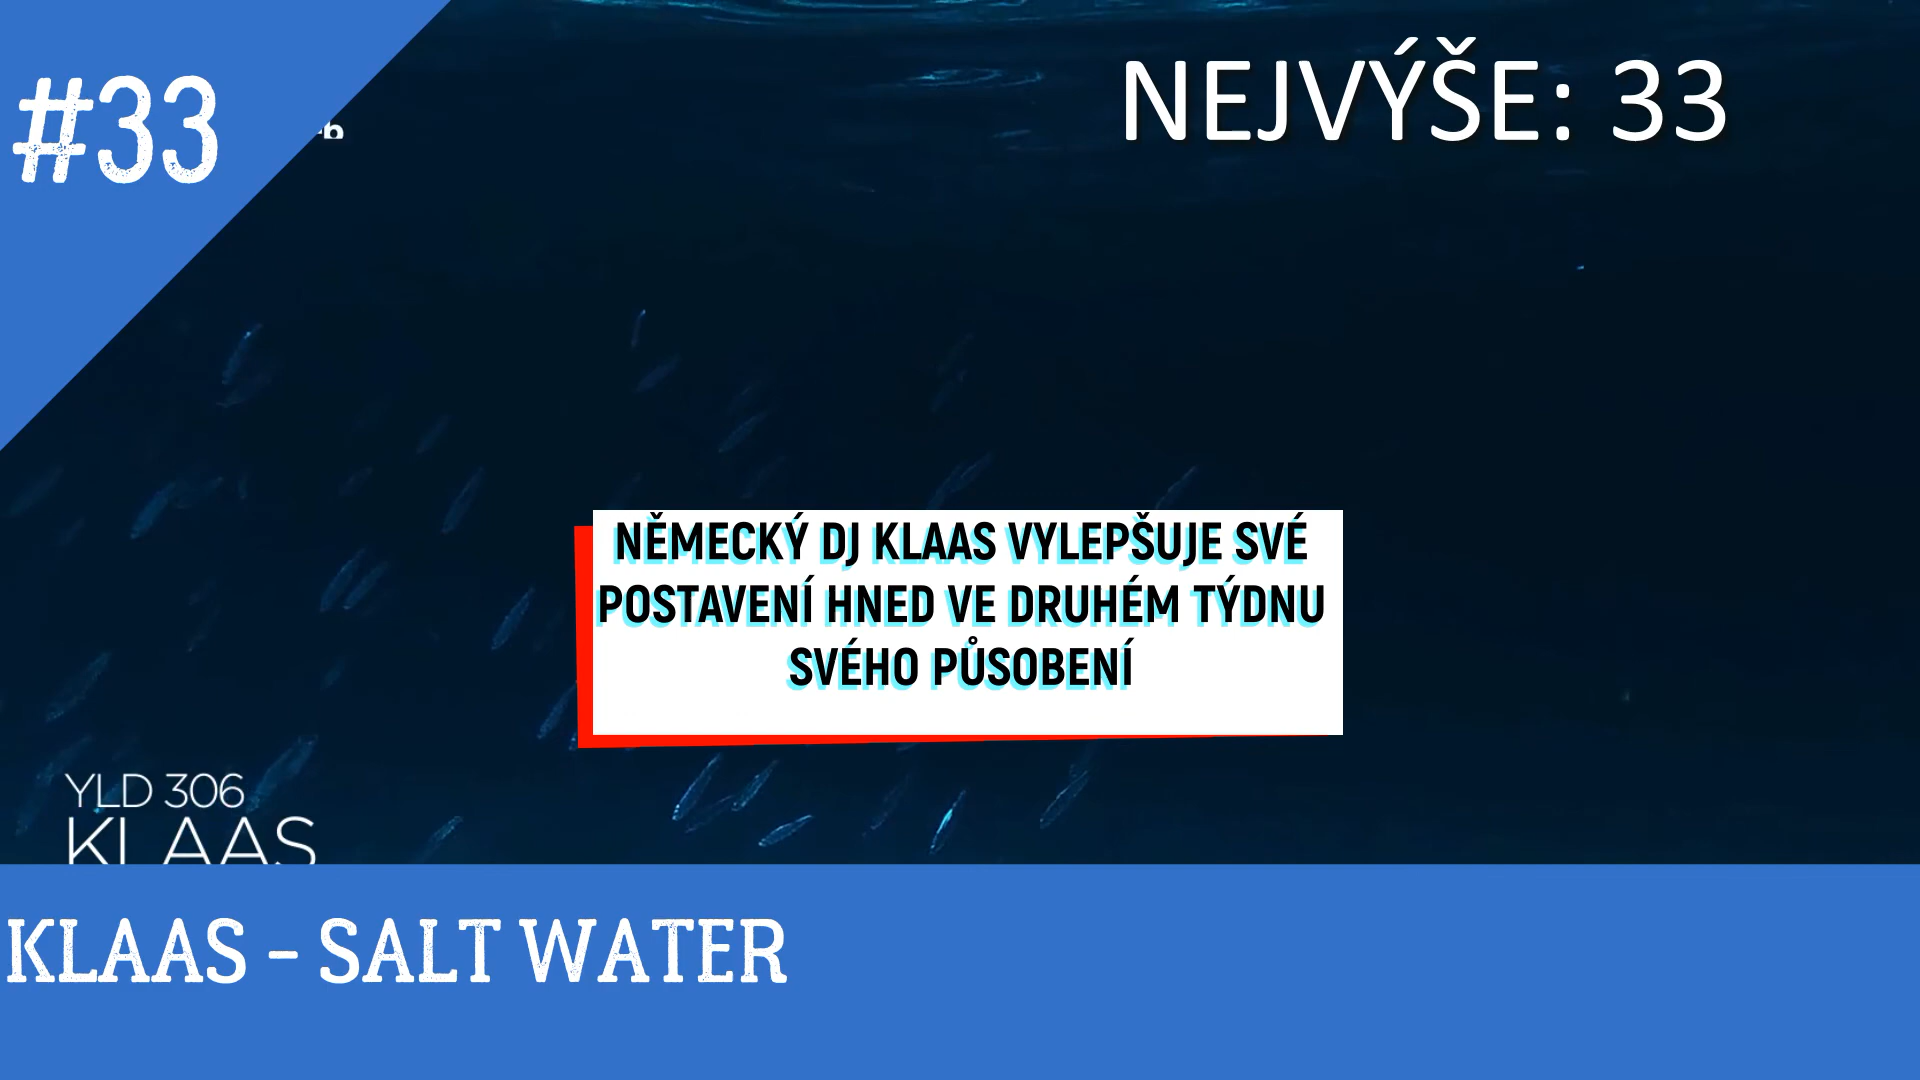 #33
NEJVÝŠE: 33
NĚMECKÝ DJ KLAAS VYLEPŠUJE SVÉ
POSTAVENÍ HNED VE DRUHÉM TÝDNU
SVÉHO PŮSOBENÍ
YLD 306
KLAAS
KLAAS - SALT WATER